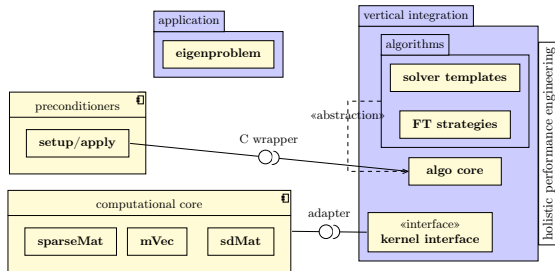 application
eigenproblem
vertical integration
algorithms
solver templates
«abstraction»
FT strategies
algo core
holistic performance engineering
preconditioners
setup/apply
C wrapper
computational core
sparseMat
mVec
sdMat
adapter
«interface»
kernel interface